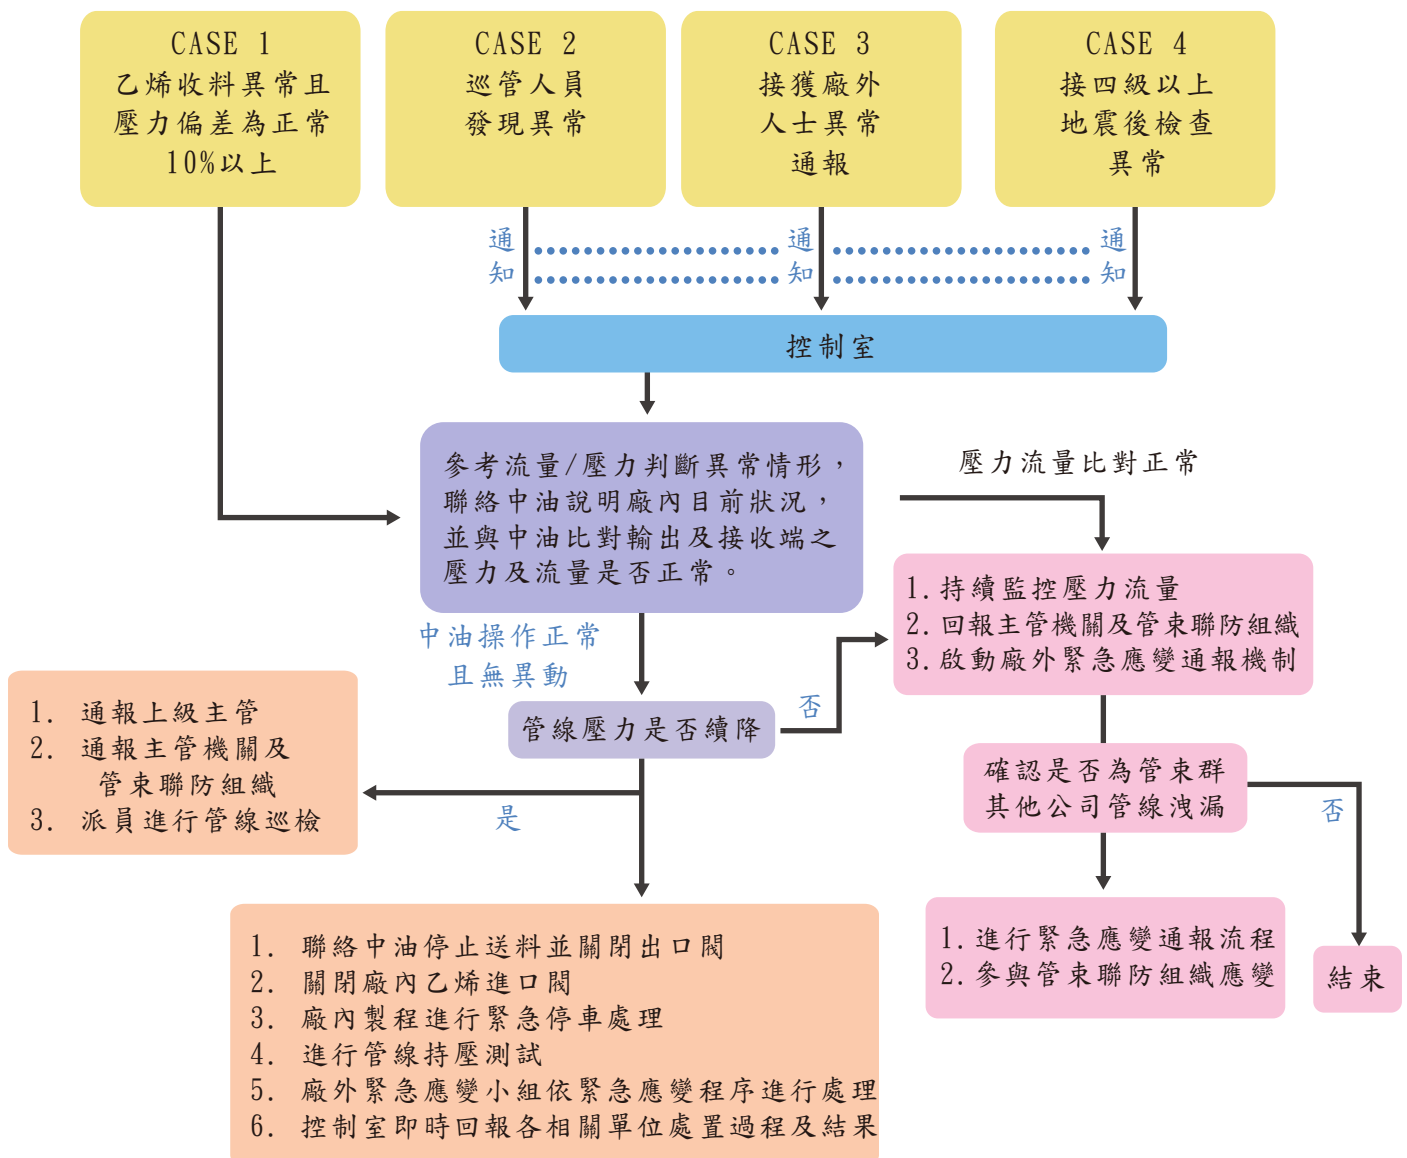 CASE 1
乙烯收料異常且
壓力偏差為正常
10%以上
CASE 2
巡管人員
發現異常
CASE 3
接獲廠外
人士異常
通報
CASE 4
接四級以上
地震後檢查
異常
通知
通知
通知
控制室
參考流量/壓力判斷異常情形，
聯絡中油說明廠內目前狀況，
並與中油比對輸出及接收端之
壓力及流量是否正常。
壓力流量比對正常
1. 持續監控壓力流量
2. 回報主管機關及管束聯防組織
3. 啟動廠外緊急應變通報機制
中油操作正常
且無異動
管線壓力是否續降
否
是
1. 通報上級主管
2. 通報主管機關及
管束聯防組織
3. 派員進行管線巡檢
確認是否為管束群
其他公司管線洩漏
否
1. 進行緊急應變通報流程
2. 參與管束聯防組織應變
結束
1. 聯絡中油停止送料並關閉出口閥
2. 關閉廠內乙烯進口閥
3. 廠內製程進行緊急停車處理
4. 進行管線持壓測試
5. 廠外緊急應變小組依緊急應變程序進行處理
6. 控制室即時回報各相關單位處置過程及結果